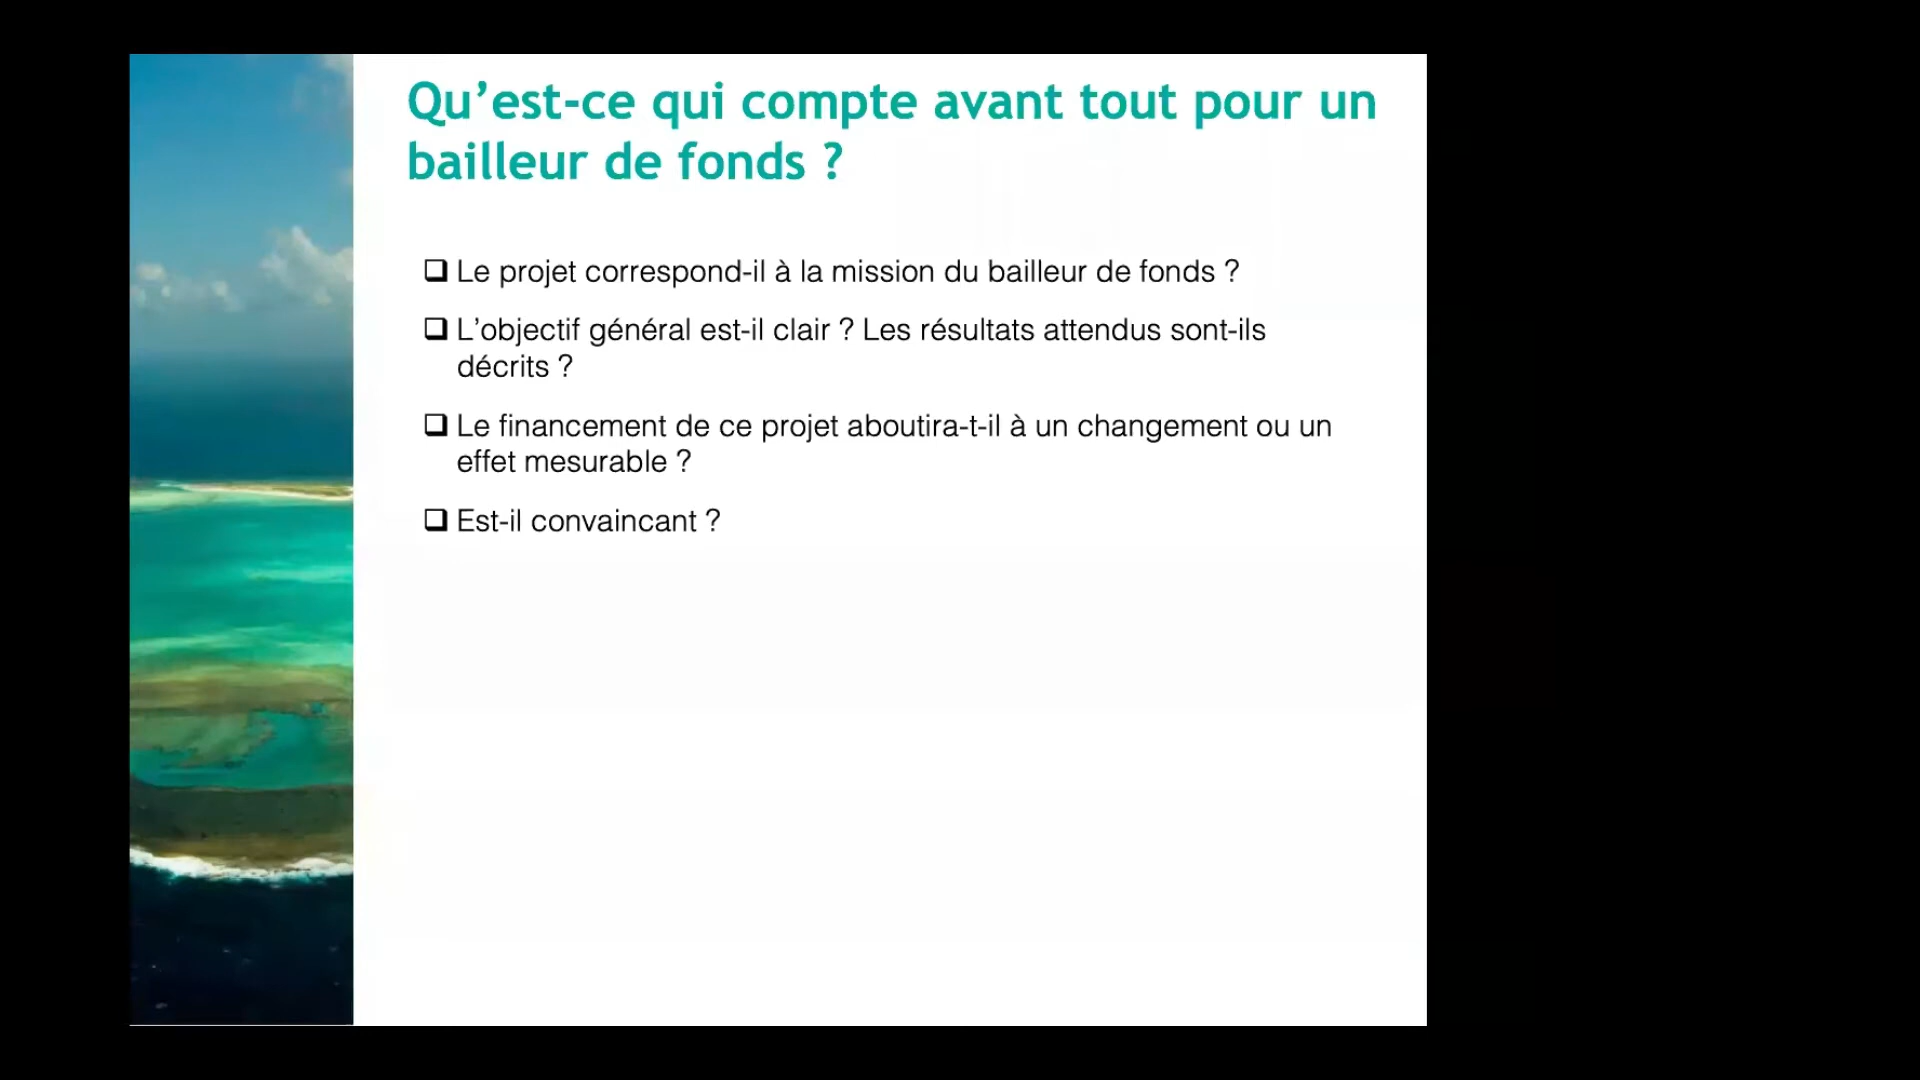 Qu’est-ce qui compte avant tout pour un
bailleur de fonds ?
❑ Le projet correspond-il à la mission du bailleur de fonds ?
❑ L’objectif général est-il clair ? Les résultats attendus sont-ils
décrits ?
❑ Le financement de ce projet aboutira-t-il à un changement ou un
effet mesurable ?
❑ Est-il convaincant ?